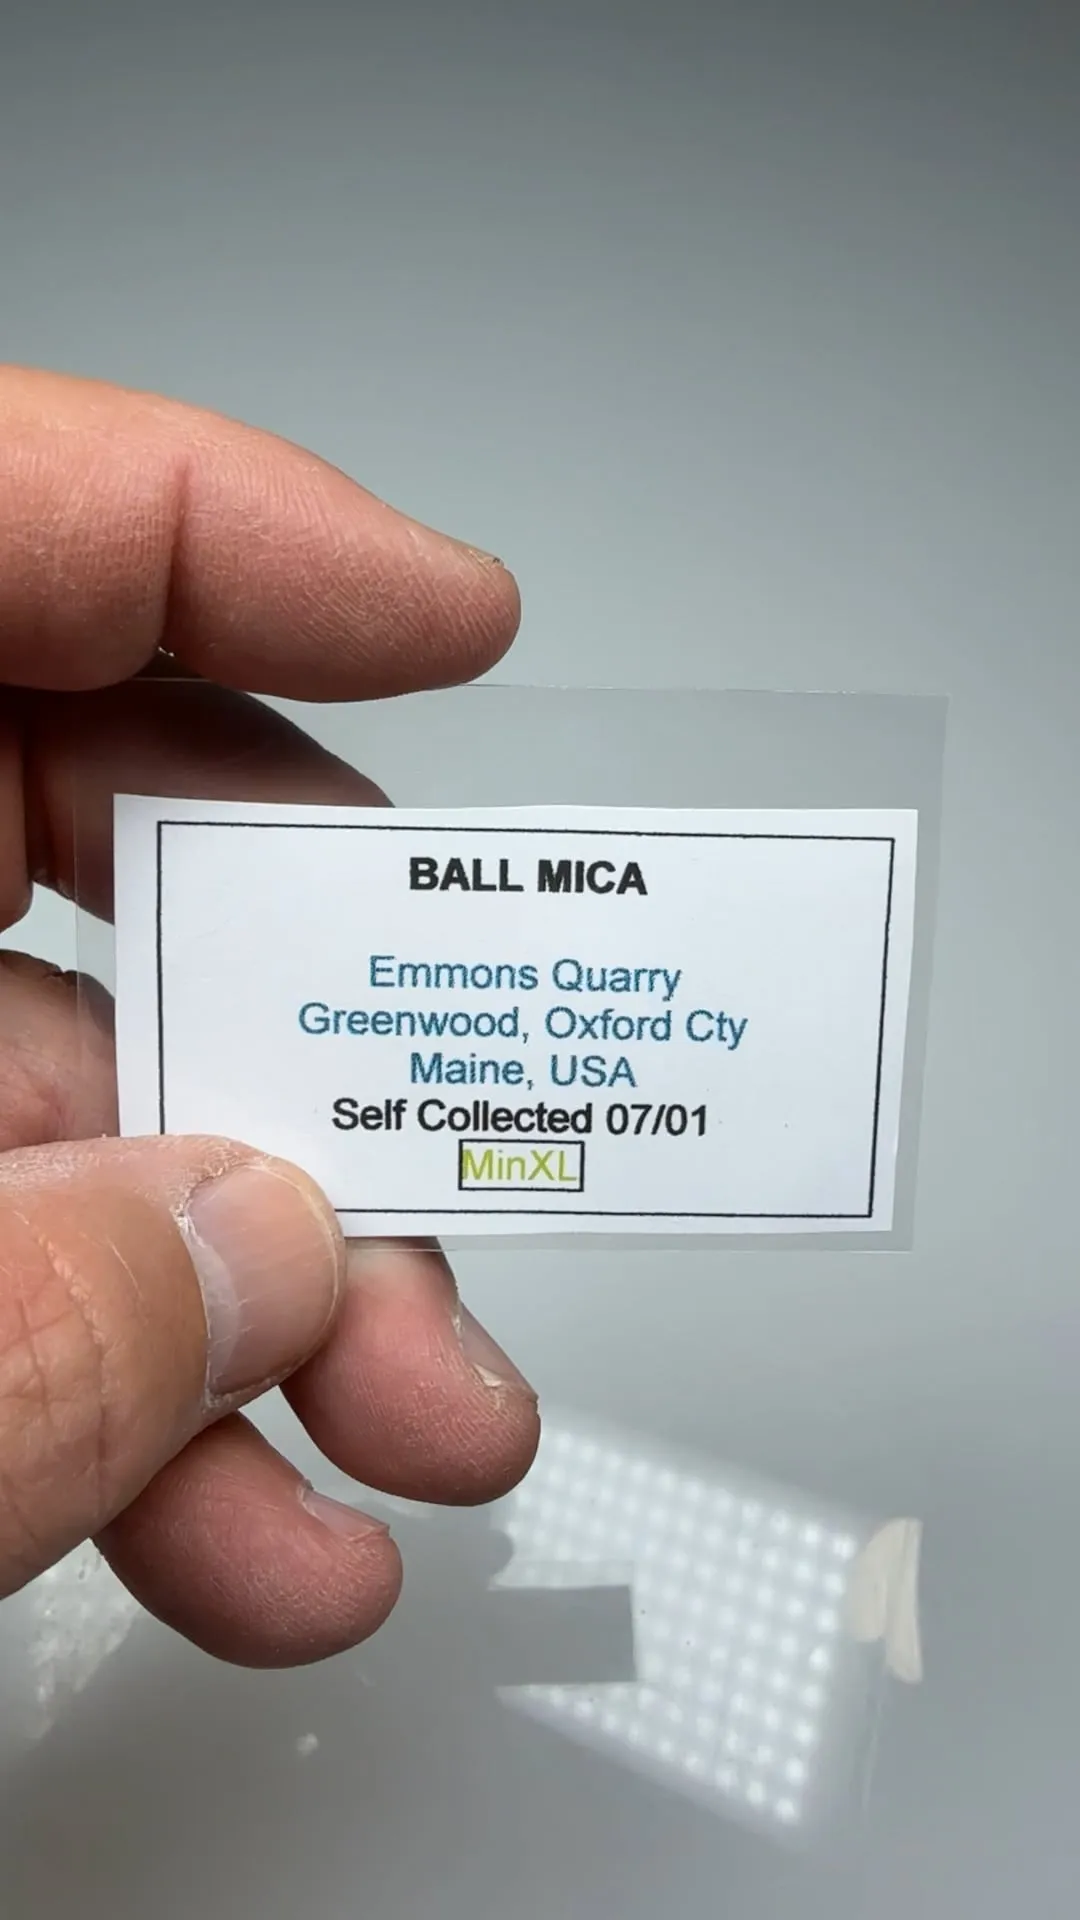 BALL MICA
Emmons Quarry
Greenwood, Oxford Cty
Maine, USA
Self Collected 07/01
MinXL